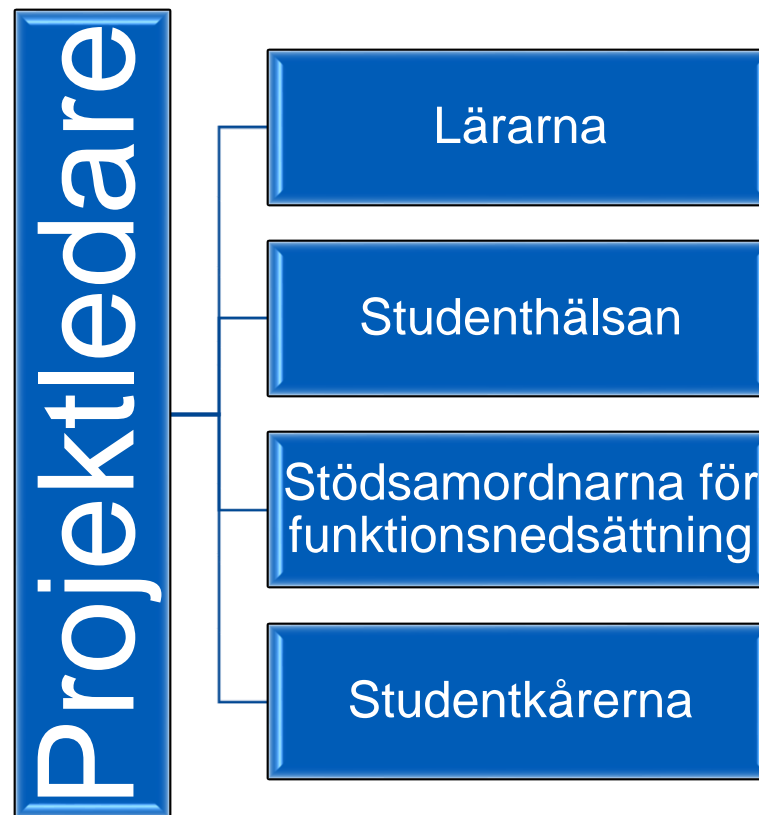 Projektledare
Lärarna
Studenthälsan
Stödsamordnarna för
funktionsnedsättning
Studentkårerna